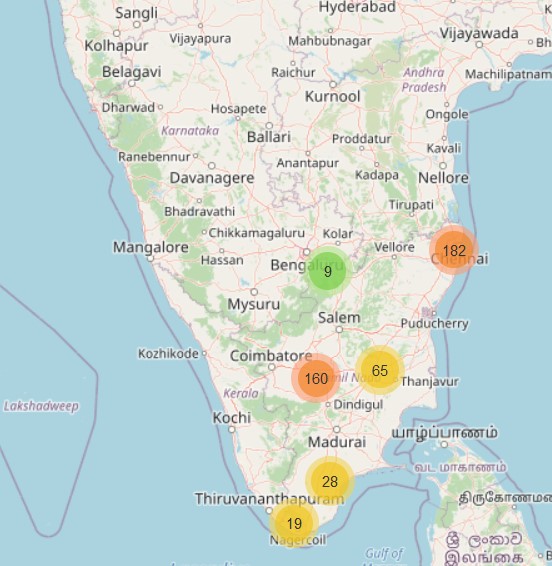 Hyderabad
Sangli
Kolhapur
Vijayapura
Mahbubnagar
Vijayawada
Bh
Belagavi
Raichur
Andhra
Pradesh
Machilipatnam
Kurnool
Dharwad
Hosapete
Ongole
Karnataka
Ballari
Proddatur
Kavali
Ranebennur
Anantapur
Kadapa
Nellore
Davanagere
Bhadravathi
Tirupati
Chikkamagaluru
Kolar
Mangalore
Hassan
Vellore
182
Chennai
Bengaluru
9
Mysuru
Salem
Puducherry
Kozhikode
Coimbatore
65
160
Thanjavur
Kerala
Lakshadweep
Dindigul
Kochi
Madurai
யாழ்ப்பாணம்
வட மாகாணம்
28
Thiruvananthapuram
திருகோணம
19
Nagercoil
ශ්‍රී ලංකාව
இலங்கை
Gulf of